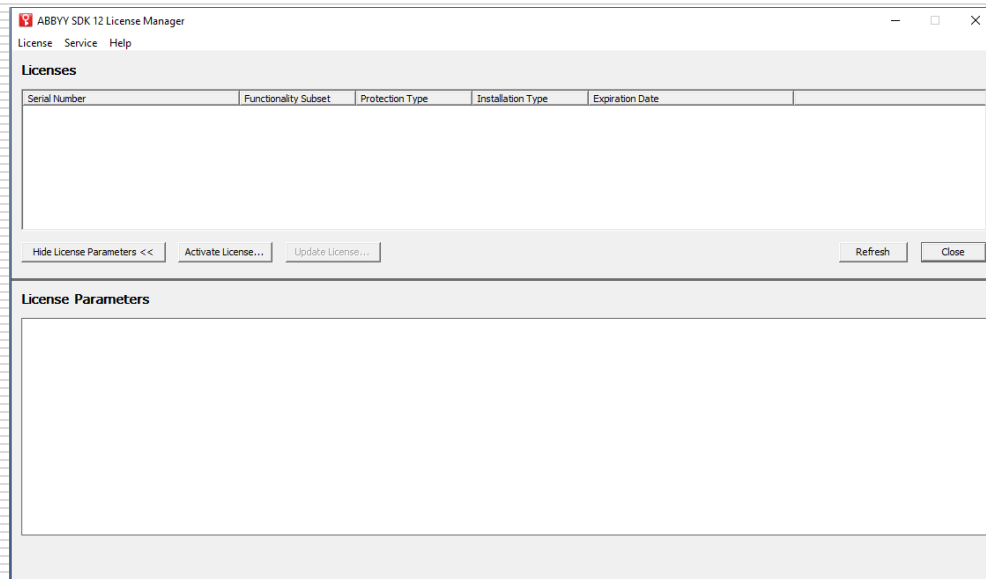 ABBYY SDK 12 License Manager
License Service Help
Licenses
Serial Number Functionality Subset Protection Type Installation Type Expiration Date
Hide License Parameters << Activate License... Update License... Refresh Close
License Parameters